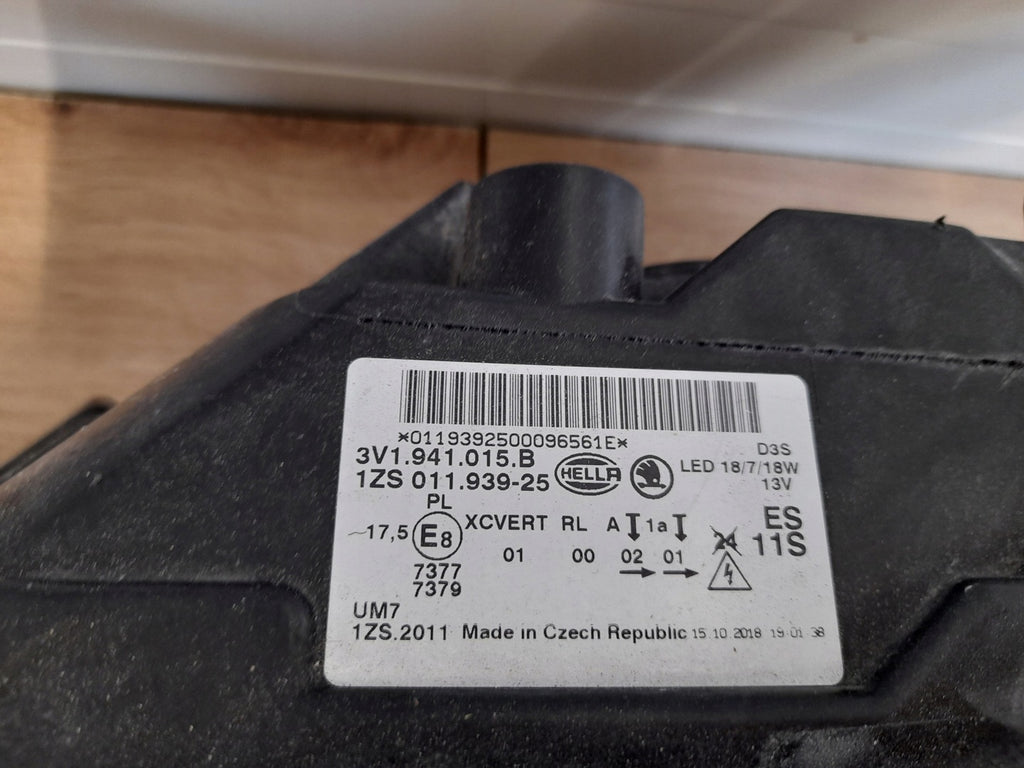 *0119392500096561E*
3V1.941.015.B
1ZS 011.939-25
HELLA
D3S
LED 18/7/18W
13V
PL
~17,5 E8 XCVERT RL A 1a
01 00 02 01
7377
7379
24
ES
11S
UM7
1ZS.2011 Made in Czech Republic 15.10.2018 19:01 38